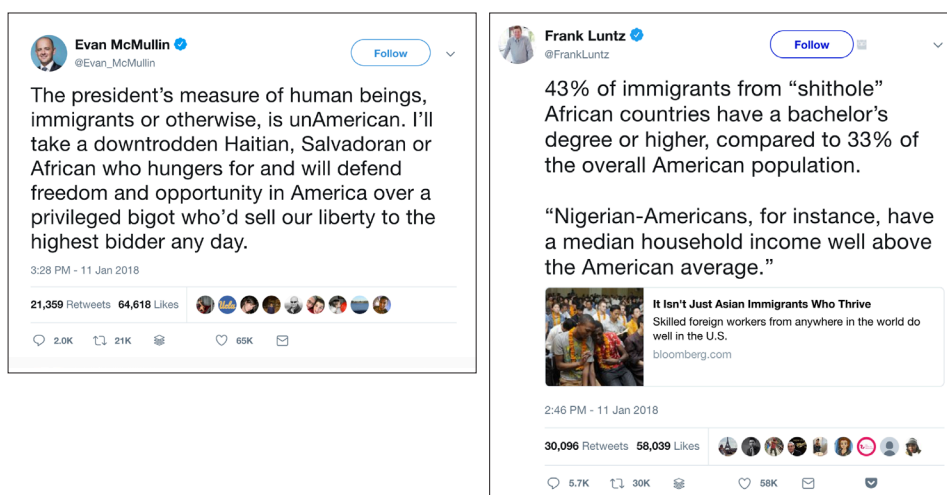 Evan McMullin
@Evan_McMullin
Follow
The president's measure of human beings,
immigrants or otherwise, is unAmerican. I'll
take a downtrodden Haitian, Salvadoran or
African who hungers for and will defend
freedom and opportunity in America over a
privileged bigot who'd sell our liberty to the
highest bidder any day.
3:28 PM - 11 Jan 2018
21,359 Retweets 64,618 Likes
2.0K 21K 65K
Frank Luntz
@FrankLuntz
Follow
43% of immigrants from “shithole”
African countries have a bachelor's
degree or higher, compared to 33% of
the overall American population.
“Nigerian-Americans, for instance, have
a median household income well above
the American average.”
It Isn't Just Asian Immigrants Who Thrive
Skilled foreign workers from anywhere in the world do
well in the U.S.
bloomberg.com
2:46 PM - 11 Jan 2018
30,096 Retweets 58,039 Likes
5.7K 30K 58K